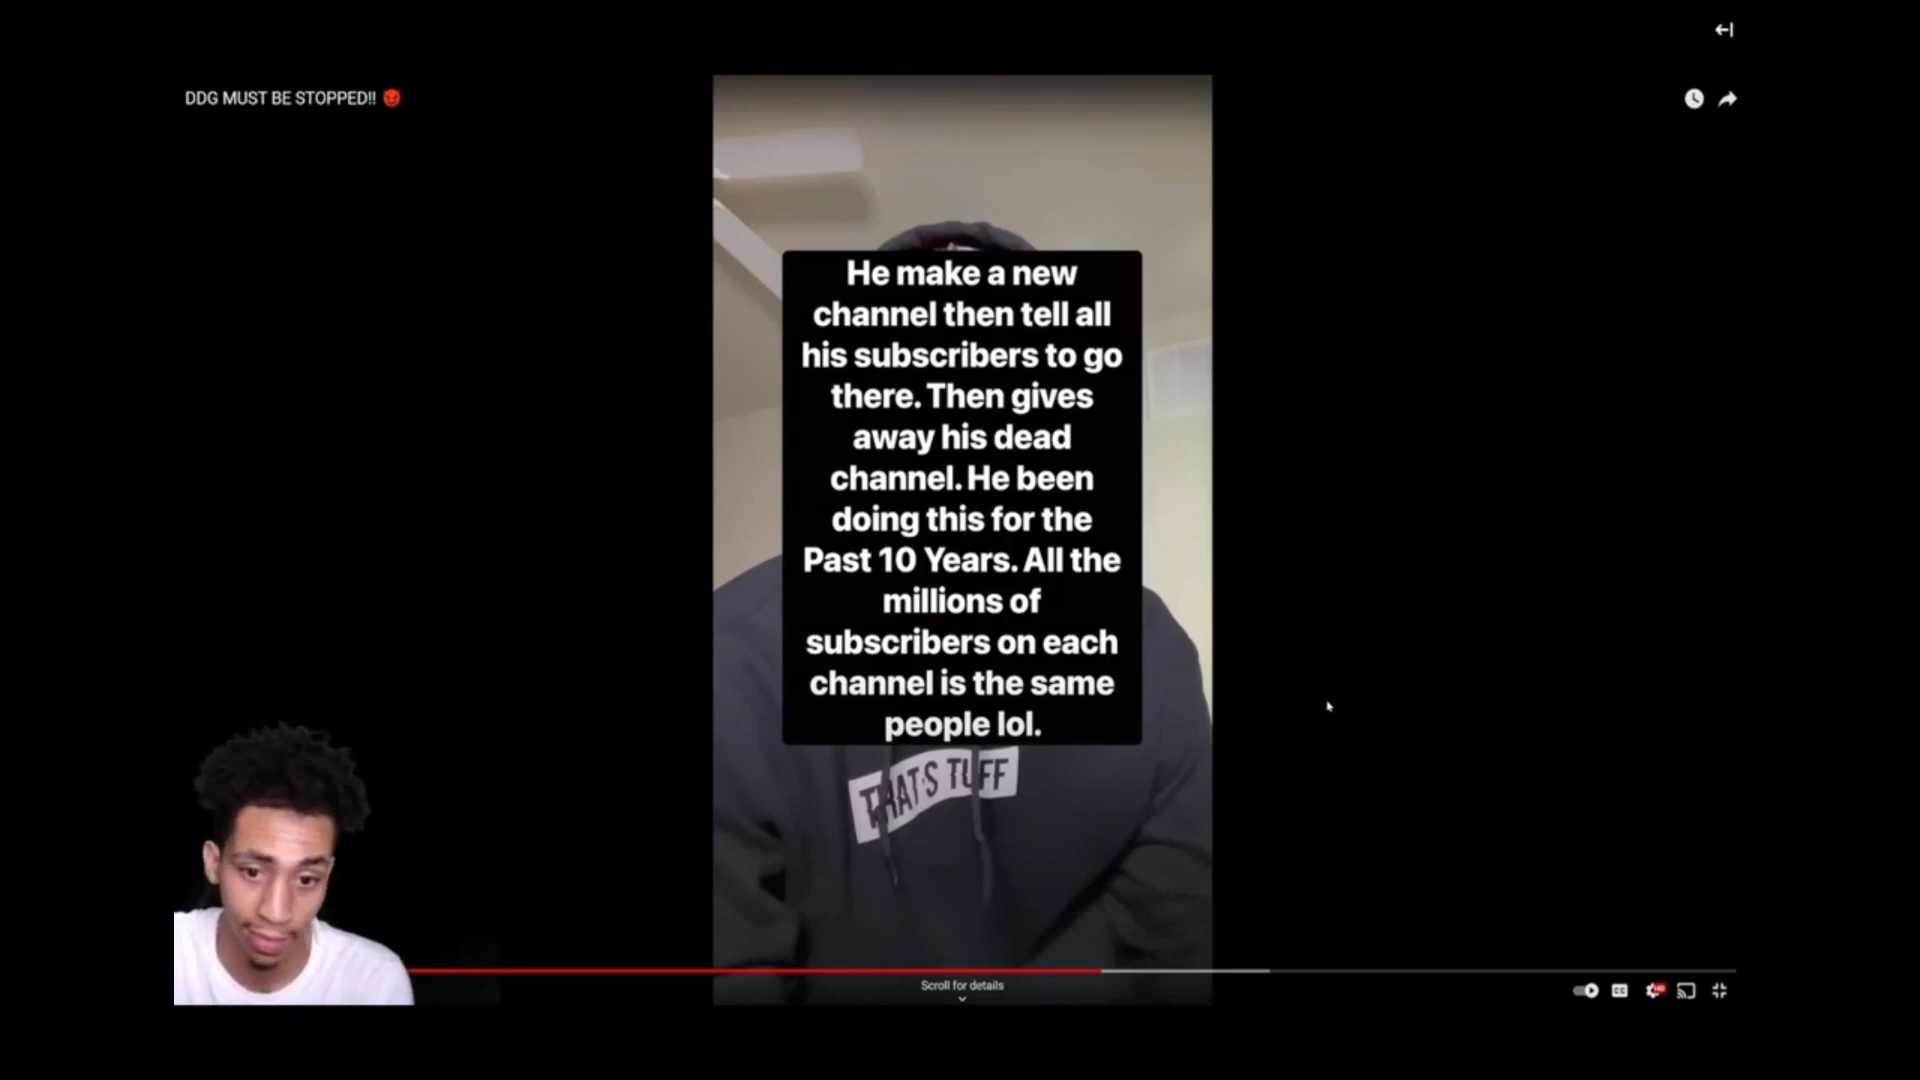 DDG MUST BE STOPPED!! 😈
He make a new
channel then tell all
his subscribers to go
there. Then gives
away his dead
channel. He been
doing this for the
Past 10 Years. All the
millions of
subscribers on each
channel is the same
people lol.
THAT'S TUFF
Scroll for details
CC
HD